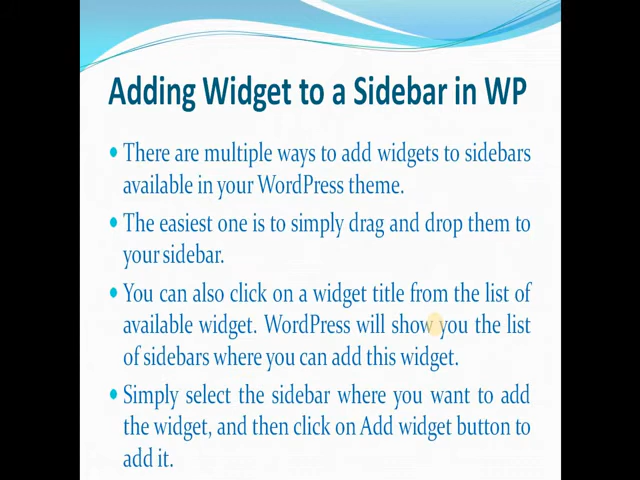 Adding Widget to a Sidebar in WP
• There are multiple ways to add widgets to sidebars
available in your WordPress theme.
• The easiest one is to simply drag and drop them to
your sidebar.
• You can also click on a widget title from the list of
available widget. WordPress will show you the list
of sidebars where you can add this widget.
• Simply select the sidebar where you want to add
the widget, and then click on Add widget button to
add it.